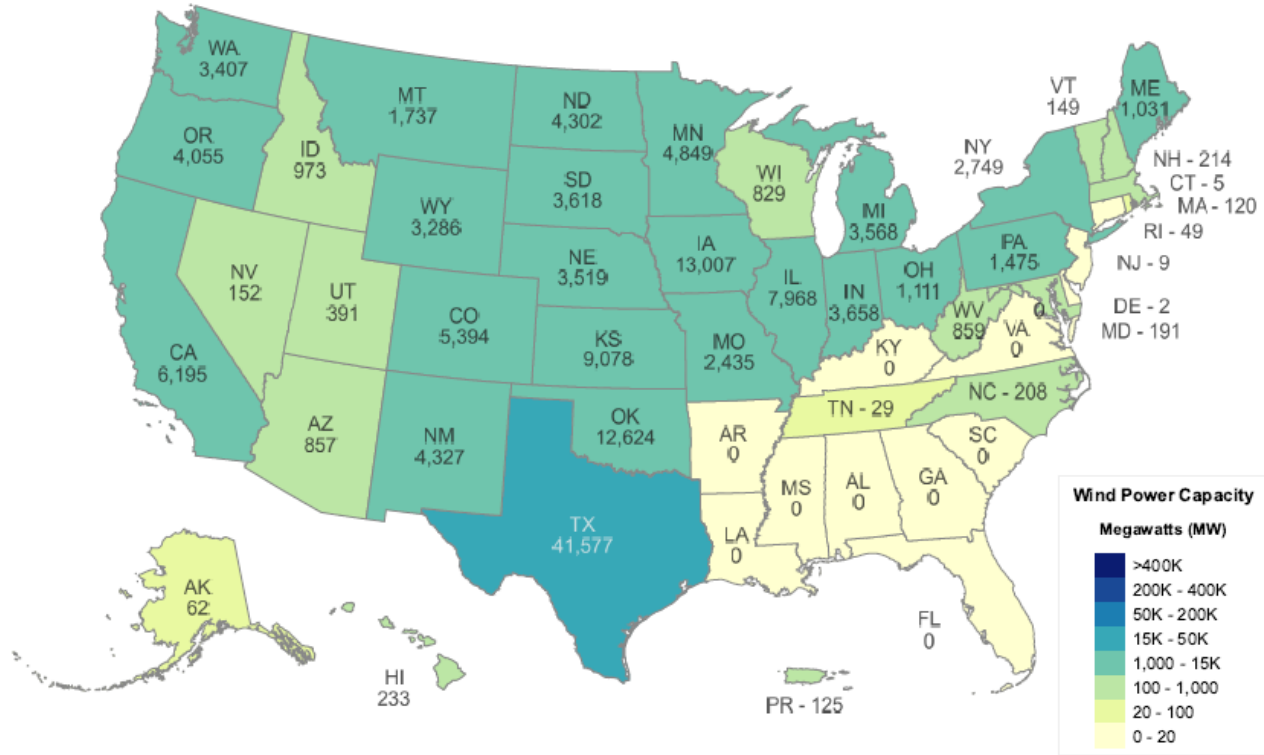 WA
3,407
MT
1,737
ND
4,302
MN
4,849
VT
149
ME
1,031
OR
4,055
ID
973
NY
2,749
WI
829
NH - 214
CT - 5
MA - 120
RI - 49
SD
3,618
WY
3,286
MI
3,568
IA
13,007
NE
3,519
PA
1,475
NJ - 9
NV
152
UT
391
IL
7,968
IN
3,658
OH
1,111
DE - 2
MD - 191
CO
5,394
KS
9,078
MO
2,435
WV
859
0
VA
0
CA
6,195
KY
0
AZ
857
NM
4,327
OK
12,624
AR
0
TN - 29
NC - 208
SC
0
MS
0
AL
0
GA
0
TX
41,577
LA
0
AK
62
FL
0
HI
233
PR - 125
Wind Power Capacity
Megawatts (MW)
>400K
200K - 400K
50K - 200K
15K - 50K
1,000 - 15K
100 - 1,000
20 - 100
0 - 20